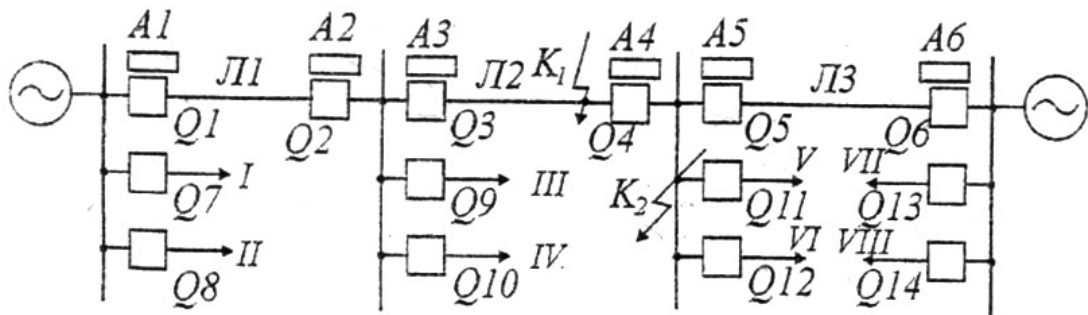 A1 A2 A3 A4 A5 A6
Л1 Л2 K₁ Л3
Q1 Q2 Q3 Q4 Q5 Q6
I III K₂ V VII
Q7 Q9 Q11 Q13
II IV. VI VIII
Q8 Q10 Q12 Q14